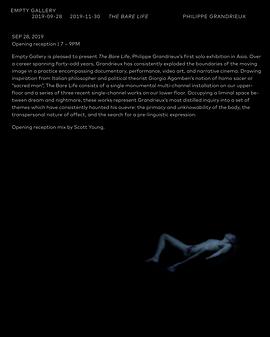 EMPTY GALLERY
2019-09-28 2019-11-30 THE BARE LIFE PHILIPPE GRANDRIEUX
SEP 28, 2019
Opening reception | 7 – 9PM
Empty Gallery is pleased to present The Bare Life, Philippe Grandrieux's first solo exhibition in Asia. Over
a career spanning forty-odd years, Grandrieux has consistently exploded the boundaries of the moving
image in a practice encompassing documentary, performance, video art, and narrative cinema. Drawing
inspiration from Italian philosopher and political theorist Giorgio Agamben's notion of homo sacer or
"sacred man", The Bare Life consists of a single monumental multi-channel installation on our upper-
floor and a series of three recent single-channel works on our lower floor. Occupying a liminal space be-
tween dream and nightmare, these works represent Grandrieux's most distilled inquiry into a set of
themes which have consistently haunted his oeuvre: the primacy and unknowability of the body, the
transpersonal nature of affect, and the search for a pre-linguistic expression.
Opening reception mix by Scott Young.